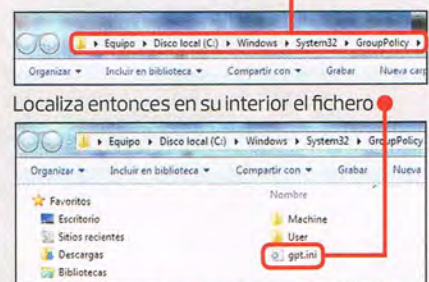 Equipo ▸ Disco local (C:) ▸ Windows ▸ System32 ▸ GroupPolicy ▸
Organizar Incluir en biblioteca Compartir con Grabar Nueva carp
Localiza entonces en su interior el fichero
Equipo ▸ Disco local (C:) ▸ Windows ▸ System32 ▸ GroupPolicy
Organizar Incluir en biblioteca Compartir con Grabar Nueva
Favoritos Nombre
Escritorio Machine
Sitios recientes User
Descargas gpt.ini
Bibliotecas